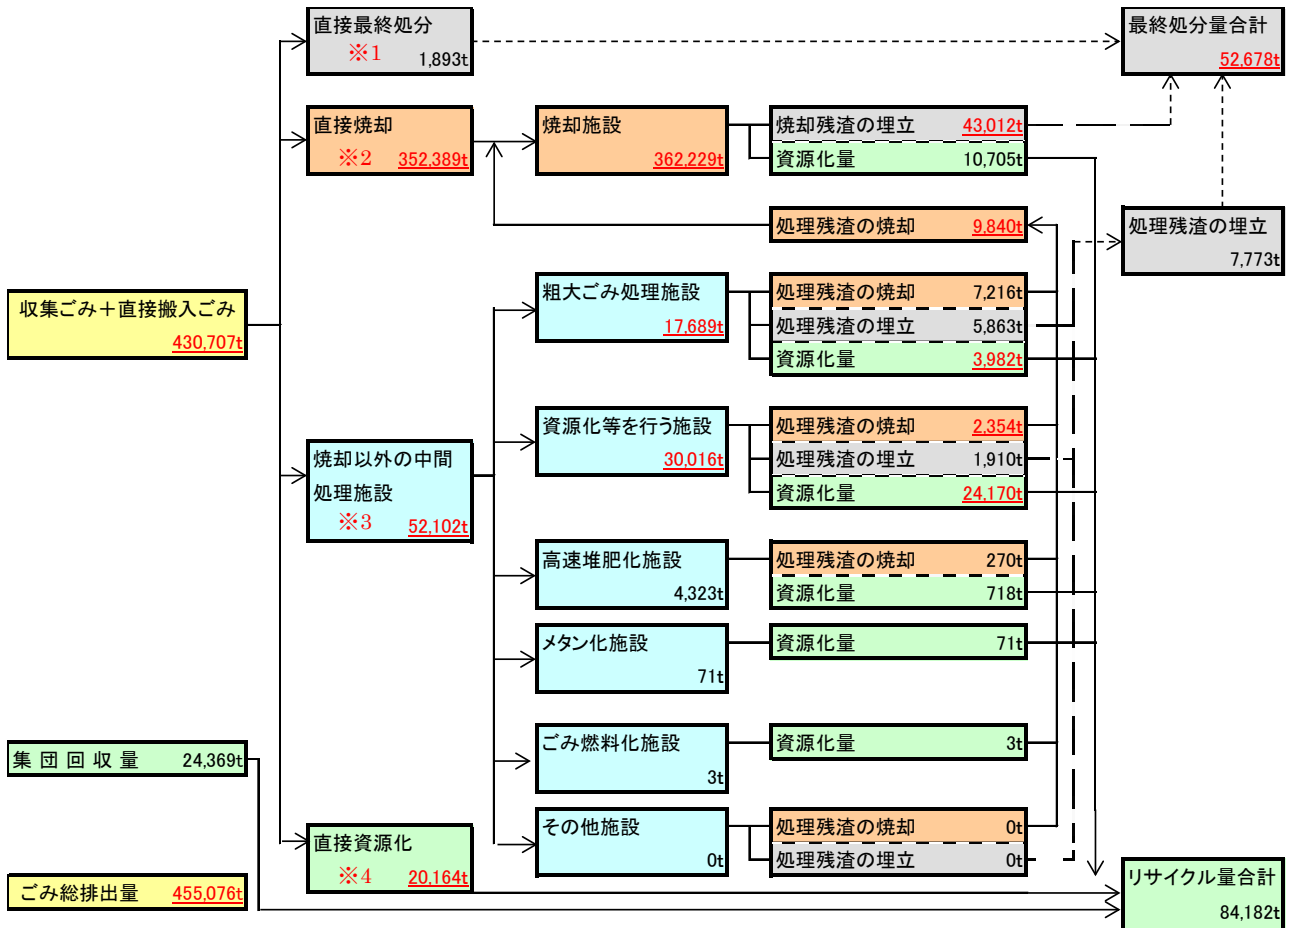 直接最終処分
※1 1,893t
最終処分量合計
52,678t
直接焼却
※2 352,389t
焼却施設
362,229t
焼却残渣の埋立 43,012t
資源化量 10,705t
処理残渣の焼却 9,840t
処理残渣の埋立
7,773t
収集ごみ+直接搬入ごみ
430,707t
粗大ごみ処理施設
17,689t
処理残渣の焼却 7,216t
処理残渣の埋立 5,863t
資源化量 3,982t
焼却以外の中間
処理施設
※3 52,102t
資源化等を行う施設
30,016t
処理残渣の焼却 2,354t
処理残渣の埋立 1,910t
資源化量 24,170t
高速堆肥化施設
4,323t
処理残渣の焼却 270t
資源化量 718t
メタン化施設
71t
資源化量 71t
ごみ燃料化施設
3t
資源化量 3t
集団回収量 24,369t
その他施設
0t
処理残渣の焼却 0t
処理残渣の埋立 0t
直接資源化
※4 20,164t
ごみ総排出量 455,076t
リサイクル量合計
84,182t